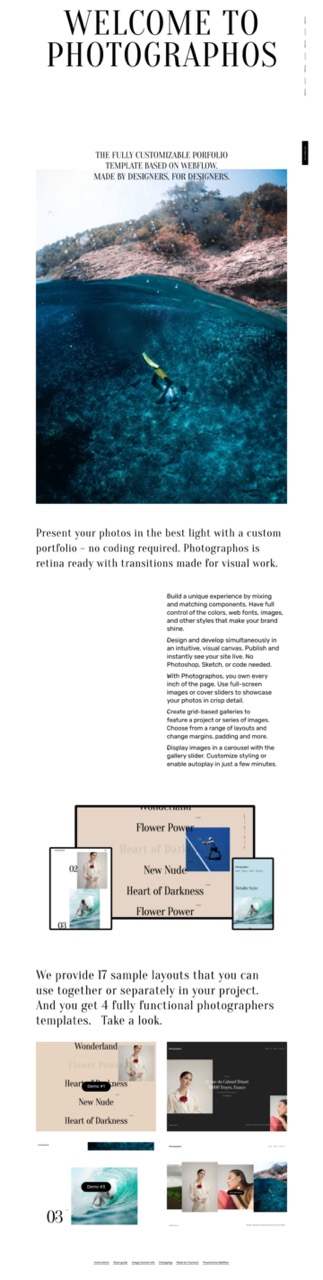 WELCOME TO
PHOTOGRAPHOS
THE FULLY CUSTOMIZABLE PORFOLIO
TEMPLATE BASED ON WEBFLOW.
MADE BY DESIGNERS, FOR DESIGNERS.
Present your photos in the best light with a custom
portfolio – no coding required. Photographos is
retina ready with transitions made for visual work.
Build a unique experience by mixing
and matching components. Have full
control of the colors, web fonts, images,
and other styles that make your brand
shine.
Design and develop simultaneously in
an intuitive, visual canvas. Publish and
instantly see your site live. No
Photoshop, Sketch, or code needed.
With Photographos, you own every
inch of the page. Use full-screen
images or cover sliders to showcase
your photos in crisp detail.
Create grid-based galleries to
feature a project or series of images.
Choose from a range of layouts and
change margins, padding and more.
Display images in a carousel with the
gallery slider. Customize styling or
enable autoplay in just a few minutes.
Wonderland
Flower Power
Heart of Dark
New Nude
Heart of Darkness
Flower Power
02
03
Metallic Style
We provide 17 sample layouts that you can
use together or separately in your project.
And you get 4 fully functional photographers
templates. Take a look.
Wonderland
Demo #1
Heart of Darkness
New Nude
Heart of Darkness
Demo #3
03